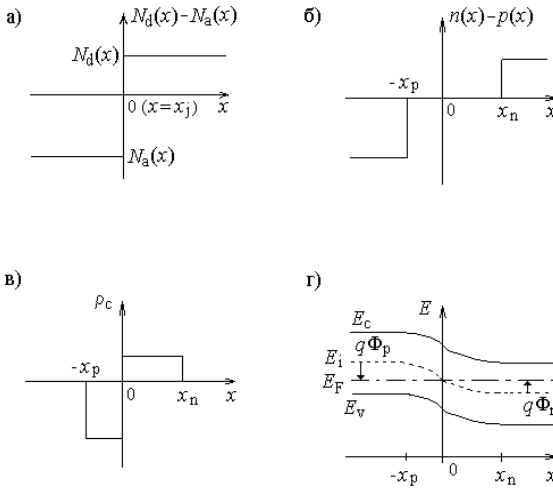 а)
N_d(x)−N_a(x)
N_d(x)
0 (x=x_j)
x
N_a(x)
б)
n(x)−p(x)
-x_p
0
x_n
x
в)
ρ_c
-x_p
0
x_n
x
г)
E
E_c
qΦ_p
E_i
E_F
E_v
qΦ_n
-x_p
0
x_n
x